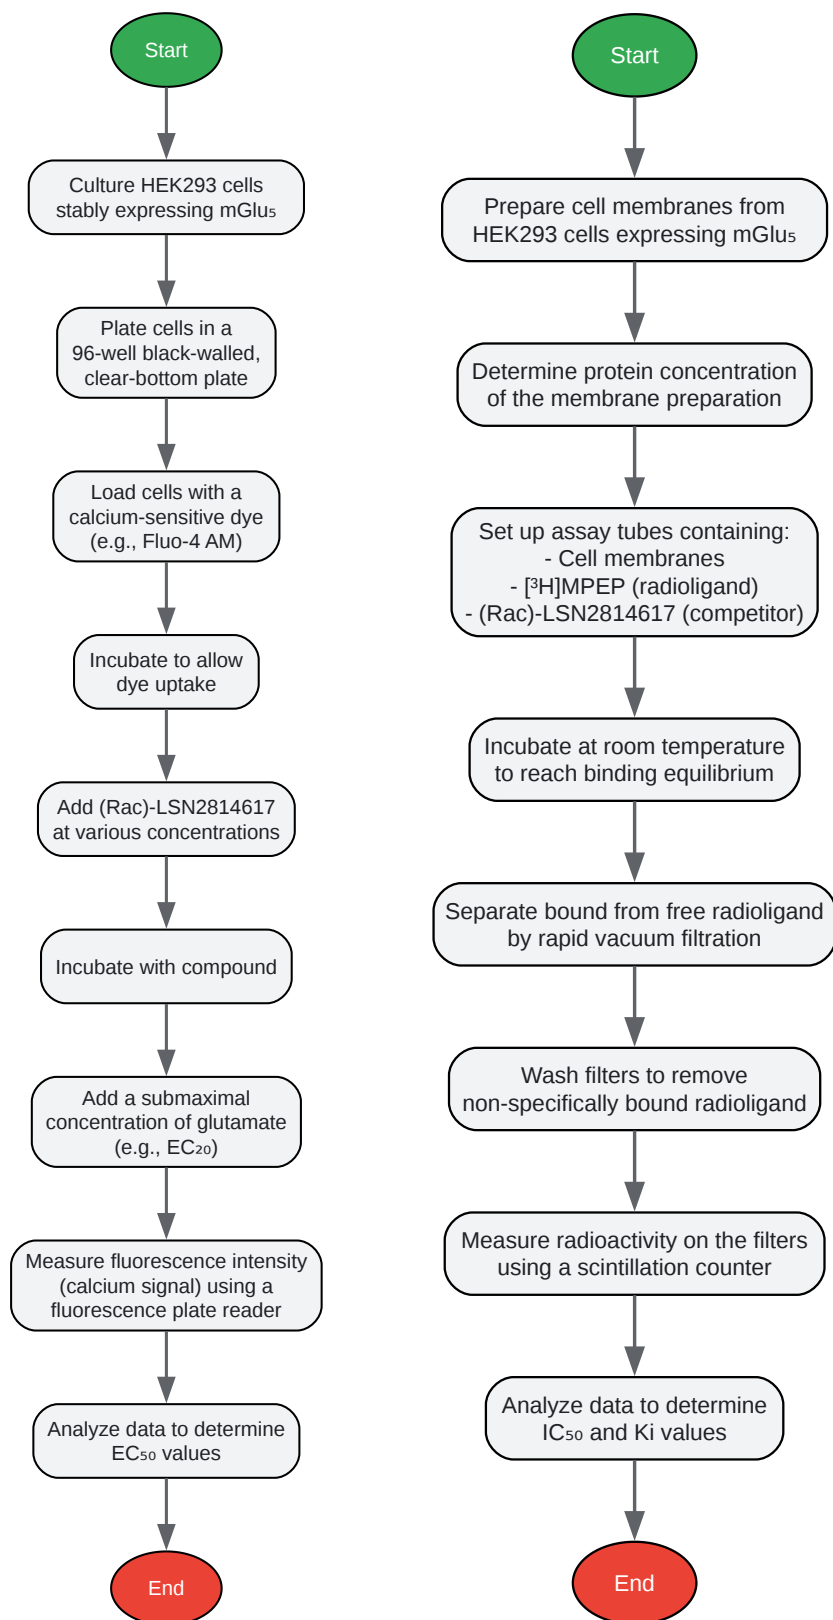 Start
Culture HEK293 cells
stably expressing mGlu₅
Plate cells in a
96-well black-walled,
clear-bottom plate
Load cells with a
calcium-sensitive dye
(e.g., Fluo-4 AM)
Incubate to allow
dye uptake
Add (Rac)-LSN2814617
at various concentrations
Incubate with compound
Add a submaximal
concentration of glutamate
(e.g., EC₂₀)
Measure fluorescence intensity
(calcium signal) using a
fluorescence plate reader
Analyze data to determine
EC₅₀ values
End
Start
Prepare cell membranes from
HEK293 cells expressing mGlu₅
Determine protein concentration
of the membrane preparation
Set up assay tubes containing:
- Cell membranes
- [³H]MPEP (radioligand)
- (Rac)-LSN2814617 (competitor)
Incubate at room temperature
to reach binding equilibrium
Separate bound from free radioligand
by rapid vacuum filtration
Wash filters to remove
non-specifically bound radioligand
Measure radioactivity on the filters
using a scintillation counter
Analyze data to determine
IC₅₀ and Ki values
End